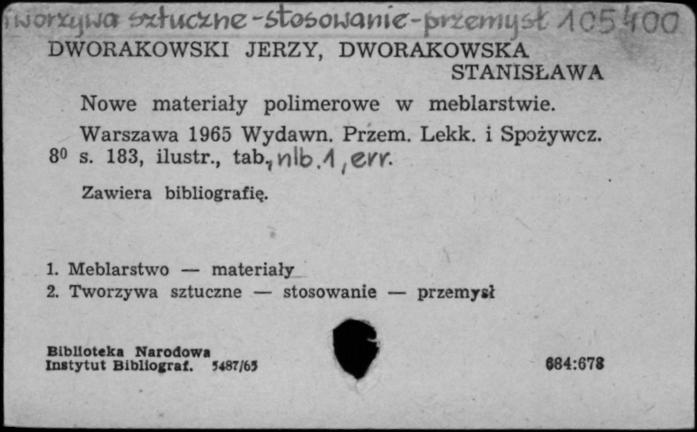 Tworzywa sztuczne-stosowanie-przemysł 105400
DWORAKOWSKI JERZY, DWORAKOWSKA
STANISŁAWA
Nowe materiały polimerowe w meblarstwie.
Warszawa 1965 Wydawn. Przem. Lekk. i Spożywcz.
8⁰ s. 183, ilustr., tab., nlb.1, err.
Zawiera bibliografię.
1. Meblarstwo — materiały
2. Tworzywa sztuczne — stosowanie — przemysł
Biblioteka Narodowa
Instytut Bibliograf. 5487/65 684:678